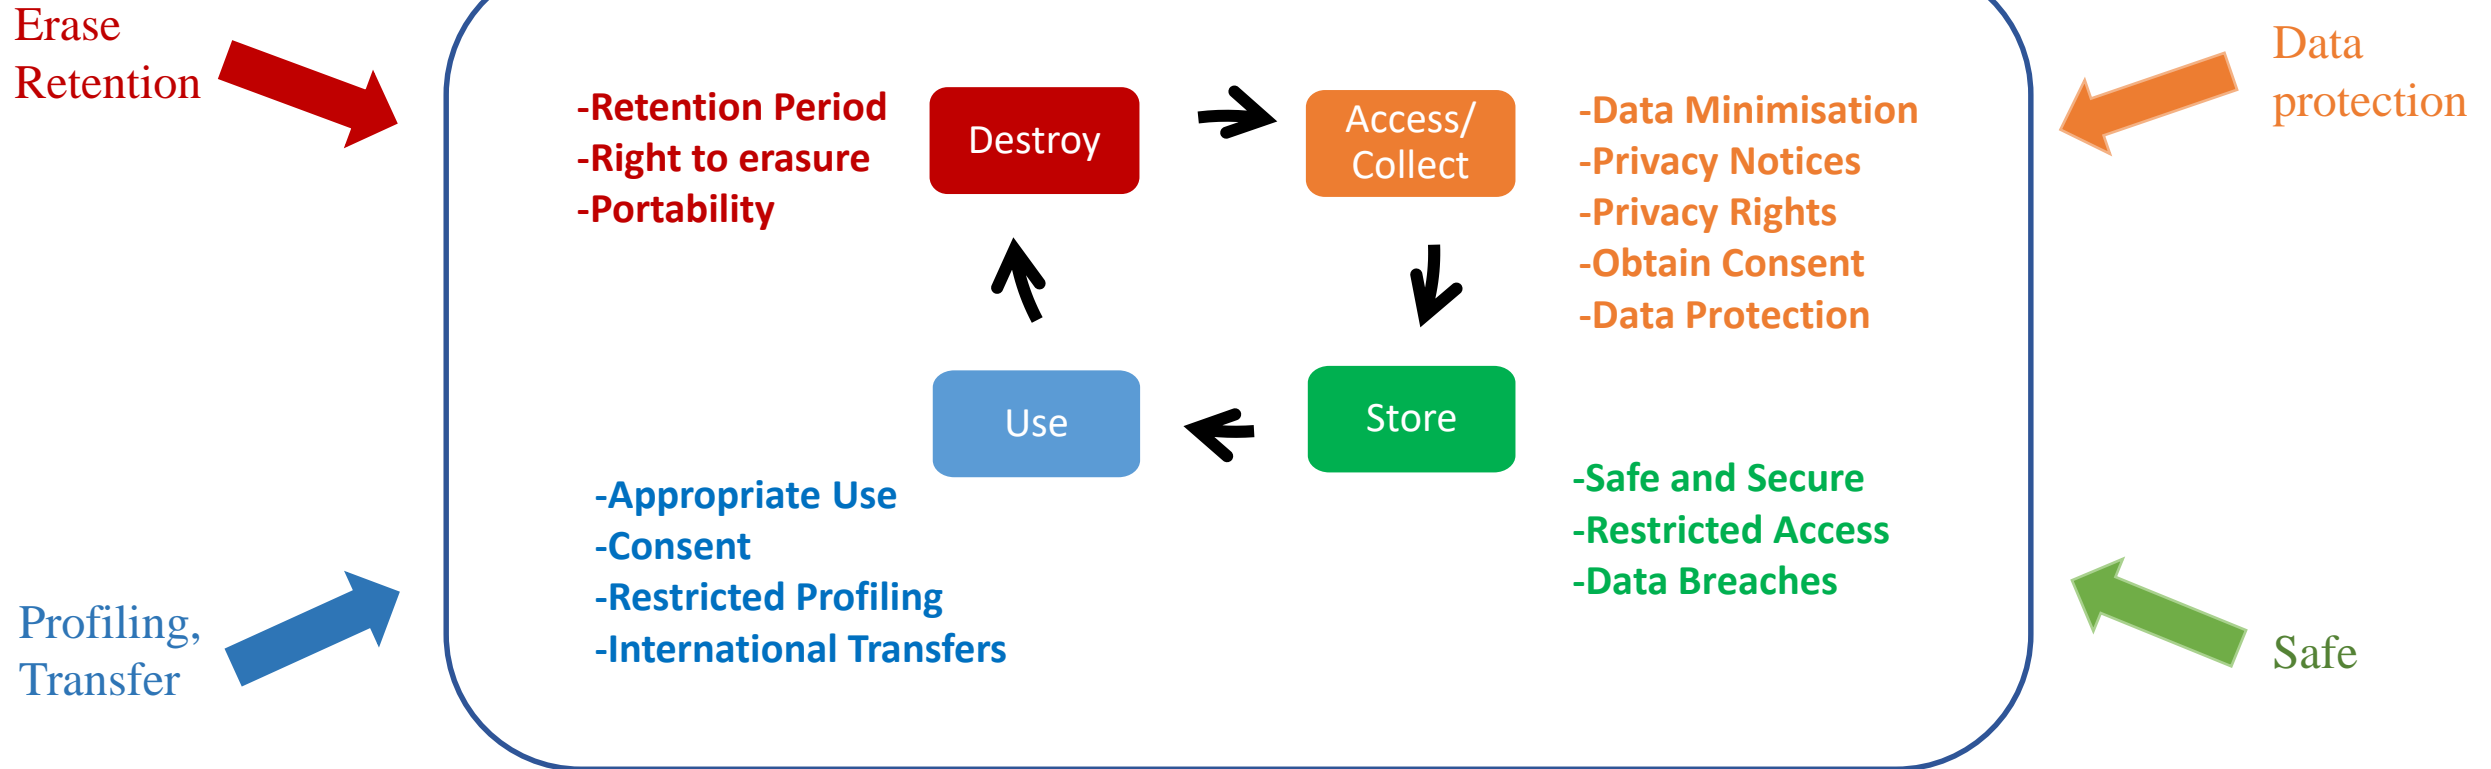 Erase
Retention
-Retention Period
-Right to erasure
-Portability
Destroy
Access/
Collect
-Data Minimisation
-Privacy Notices
-Privacy Rights
-Obtain Consent
-Data Protection
Data
protection
Use
Store
-Appropriate Use
-Consent
-Restricted Profiling
-International Transfers
-Safe and Secure
-Restricted Access
-Data Breaches
Profiling,
Transfer
Safe